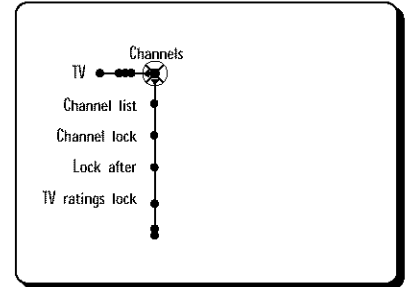 Channels
TV
Channel list
Channel lock
Lock after
TV ratings lock